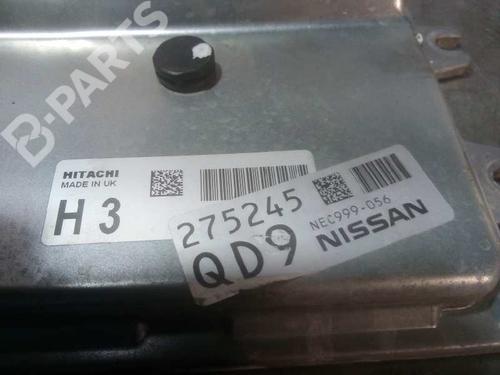 B-PARTS
HITACHI
MADE IN UK
H 3
275245
NEC999-056
QD9
NISSAN